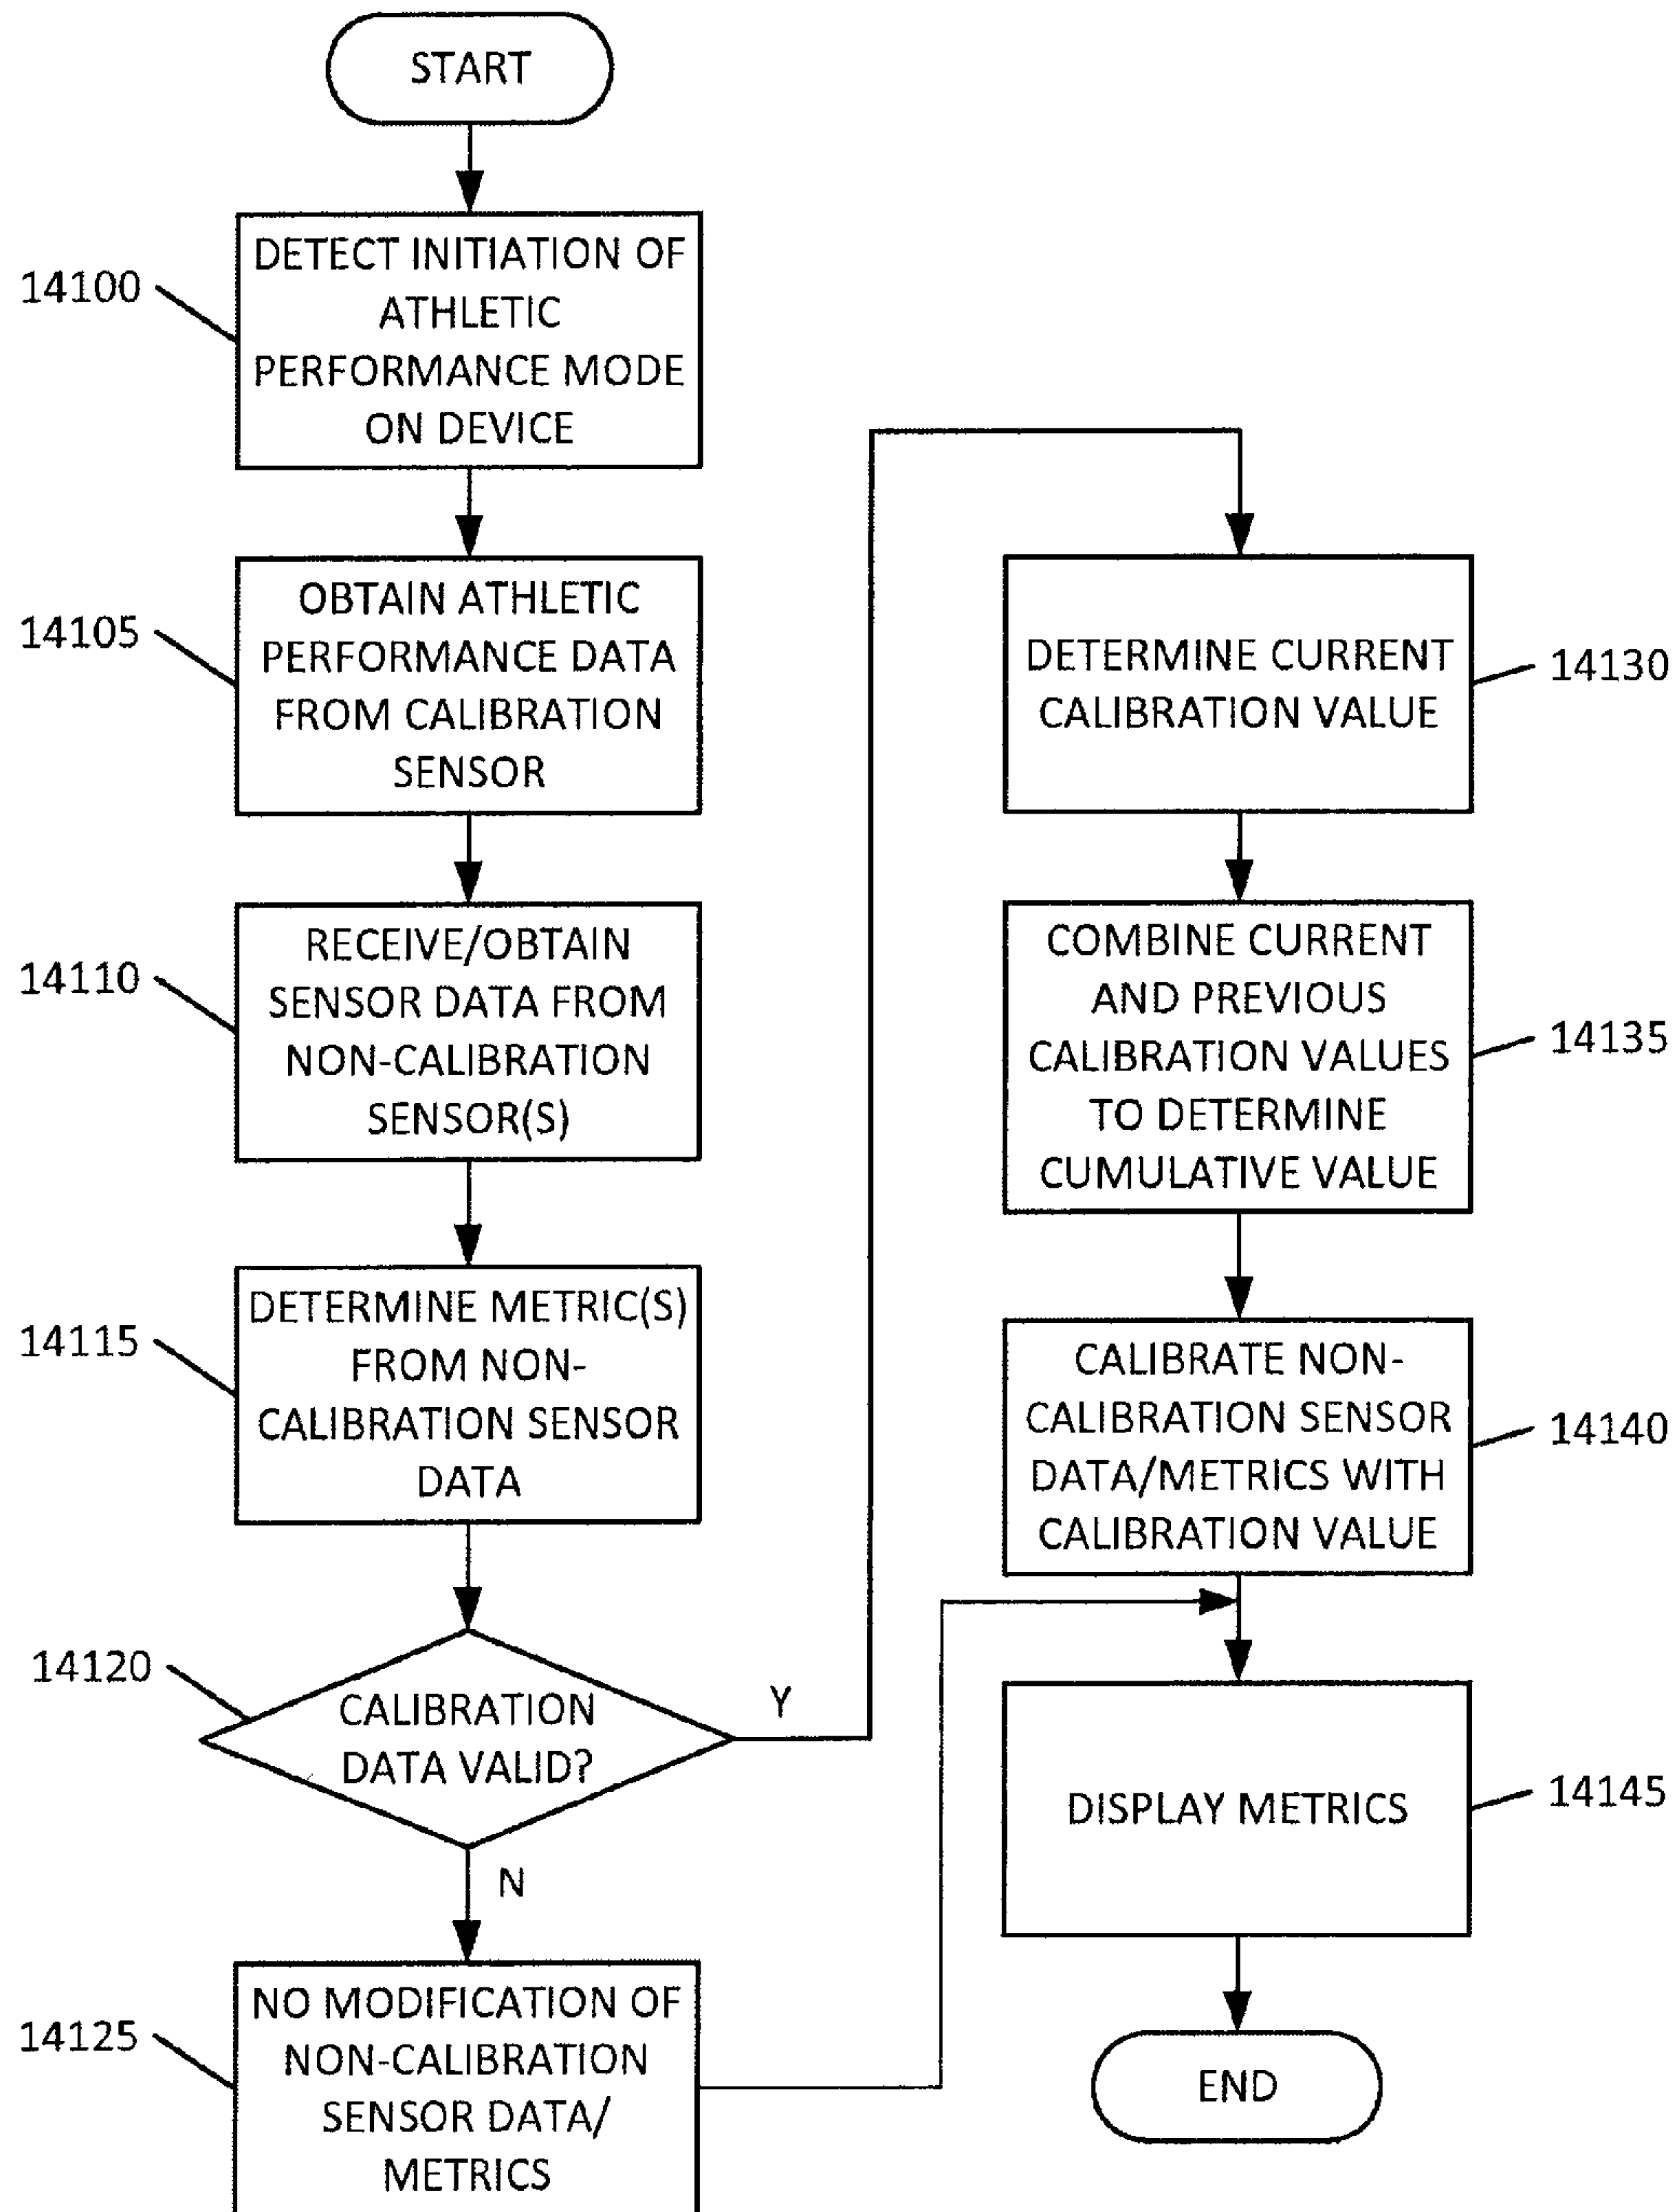 START
14100
DETECT INITIATION OF
ATHLETIC
PERFORMANCE MODE
ON DEVICE
14105
OBTAIN ATHLETIC
PERFORMANCE DATA
FROM CALIBRATION
SENSOR
14110
RECEIVE/OBTAIN
SENSOR DATA FROM
NON-CALIBRATION
SENSOR(S)
14115
DETERMINE METRIC(S)
FROM NON-
CALIBRATION SENSOR
DATA
14120
CALIBRATION
DATA VALID?
Y
N
14125
NO MODIFICATION OF
NON-CALIBRATION
SENSOR DATA/
METRICS
DETERMINE CURRENT
CALIBRATION VALUE
14130
COMBINE CURRENT
AND PREVIOUS
CALIBRATION VALUES
TO DETERMINE
CUMULATIVE VALUE
14135
CALIBRATE NON-
CALIBRATION SENSOR
DATA/METRICS WITH
CALIBRATION VALUE
14140
DISPLAY METRICS
14145
END